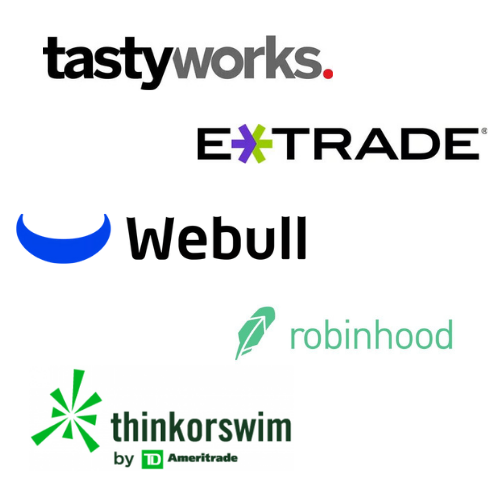 tastyworks.
E*TRADE®
Webull
robinhood
thinkorswim
by TD Ameritrade